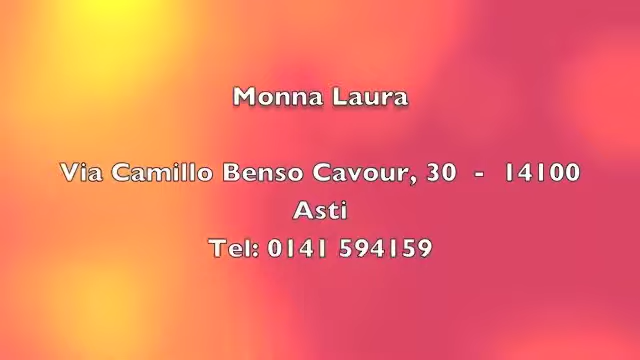 Monna Laura
Via Camillo Benso Cavour, 30 - 14100
Asti
Tel: 0141 594159